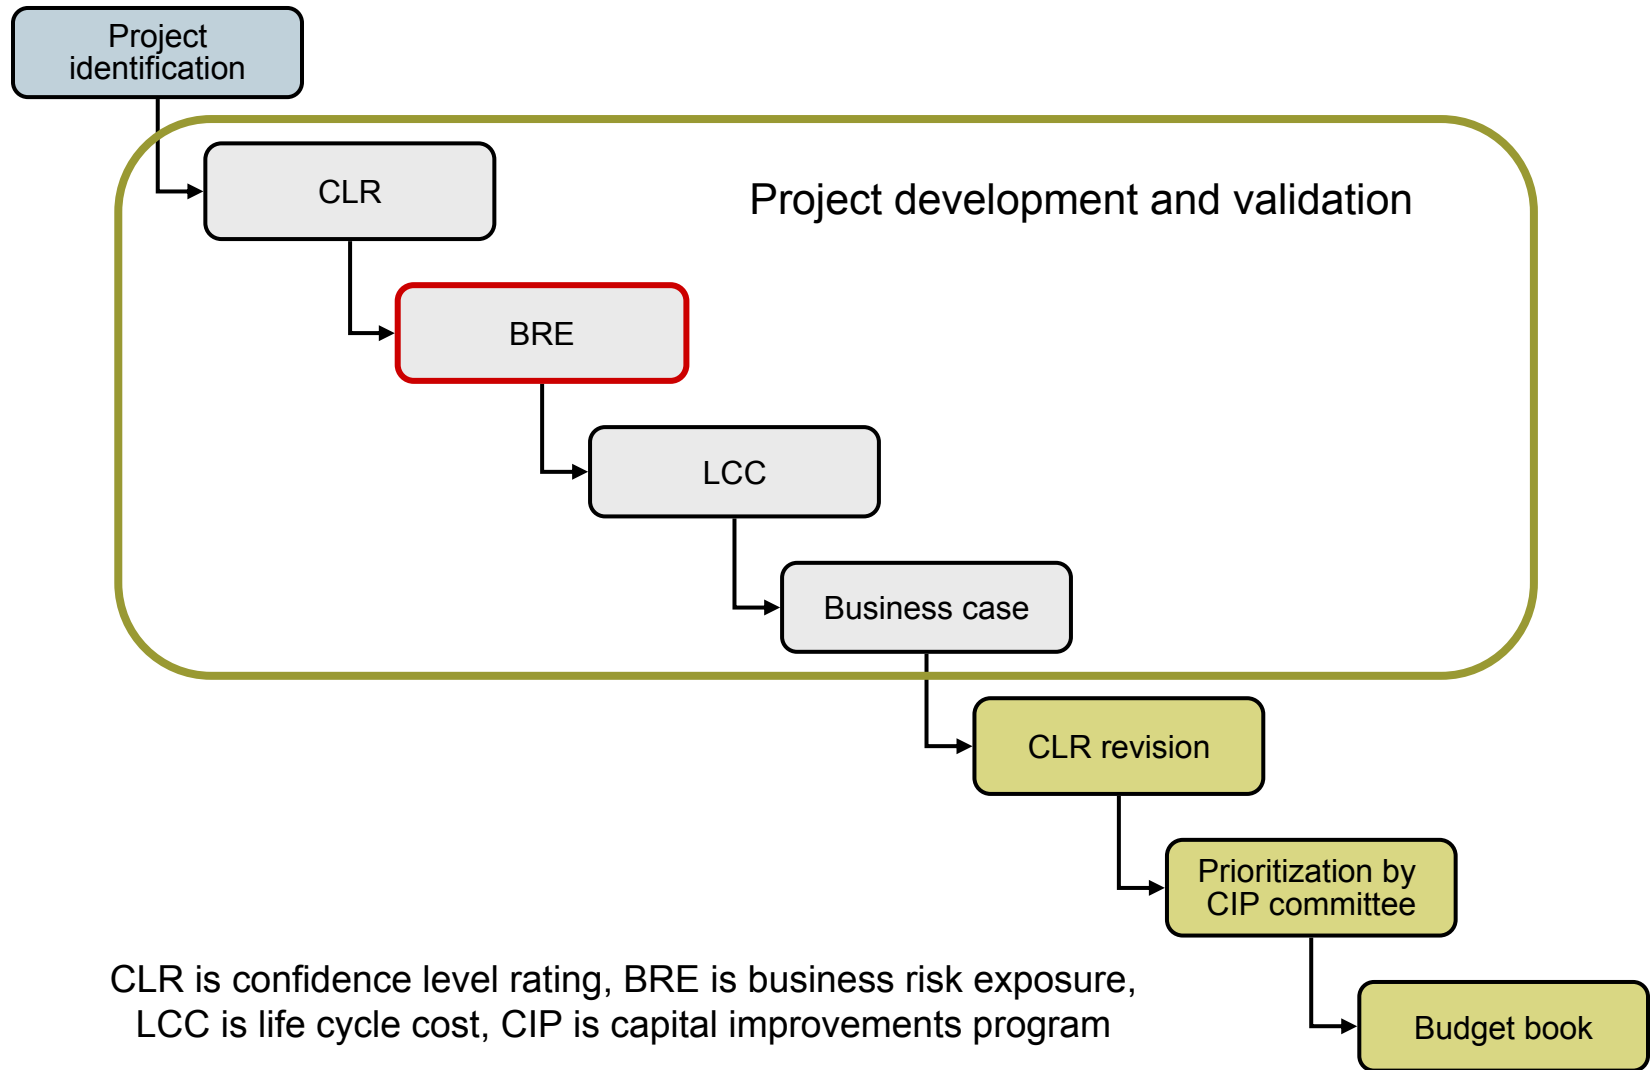 Project
identification
CLR
Project development and validation
BRE
LCC
Business case
CLR revision
Prioritization by
CIP committee
CLR is confidence level rating, BRE is business risk exposure,
LCC is life cycle cost, CIP is capital improvements program
Budget book